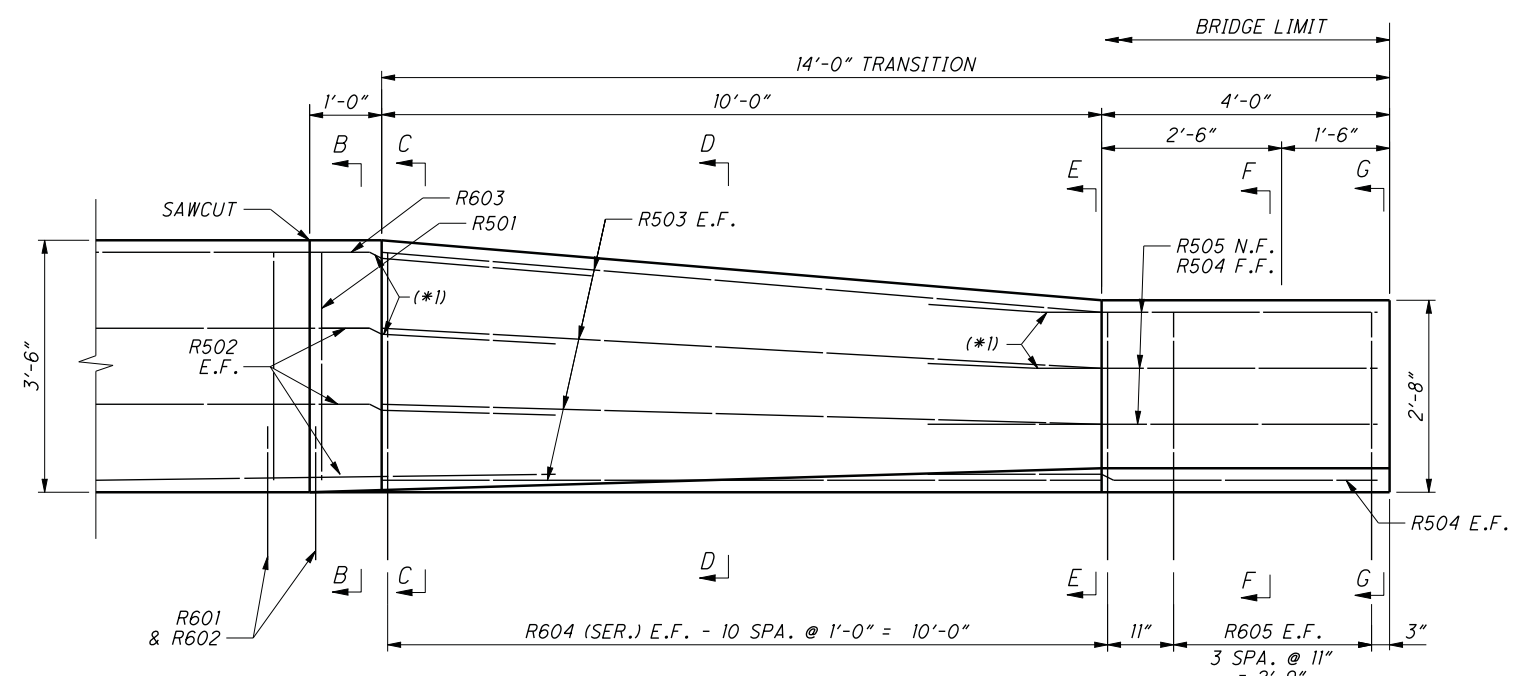 BRIDGE LIMIT
14'-0" TRANSITION
1'-0"
10'-0"
4'-0"
2'-6"
1'-6"
B
C
D
E
F
G
SAWCUT
R603
R501
R503 E.F.
R505 N.F.
R504 F.F.
(*1)
(*1)
R502
E.F.
3'-6"
2'-8"
R504 E.F.
B
C
D
E
F
G
R601
& R602
R604 (SER.) E.F. - 10 SPA. @ 1'-0" = 10'-0"
11"
R605 E.F.
3"
3 SPA. @ 11"